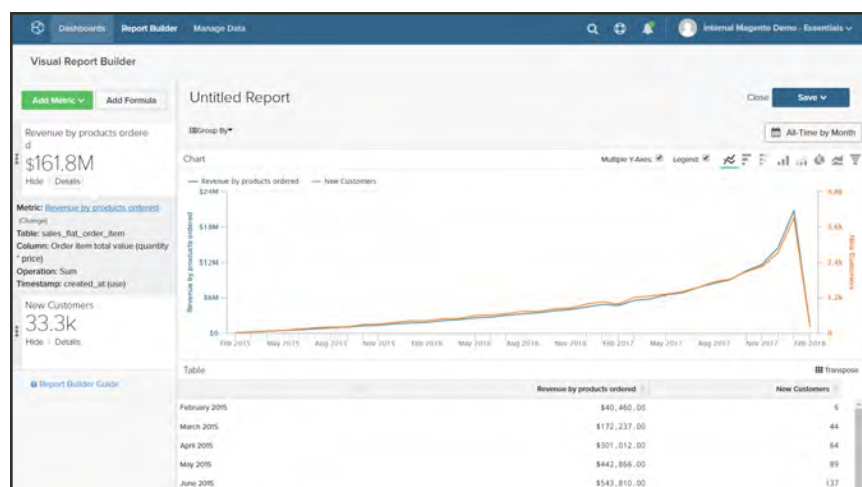 Dashboards Report Builder Manage Data Internal Magento Demo - Essentials
Visual Report Builder
Add Metric Add Formula
Untitled Report
Close Save
Group By
All-Time by Month
Revenue by products ordere
d
$161.8M
Hide Details
Metric: Revenue by products ordered
(Change)
Table: sales_flat_order_item
Column: Order item total value (quantity
* price)
Operation: Sum
Timestamp: created_at (use)
New Customers
33.3k
Hide Details
Report Builder Guide
Chart Multiple Y-Axes: Legend:
Revenue by products ordered New Customers
$24M
$18M
$12M
$6M
$0
Revenue by products ordered
4.8k
3.6k
2.4k
1.2k
0
New Customers
Feb 2015 May 2015 Aug 2015 Nov 2015 Feb 2016 May 2016 Aug 2016 Nov 2016 Feb 2017 May 2017 Aug 2017 Nov 2017 Feb 2018
Table Transpose
Revenue by products ordered New Customers
February 2015 $40,460.00 6
March 2015 $172,237.00 44
April 2015 $301,012.00 64
May 2015 $442,866.00 89
June 2015 $543,810.00 137